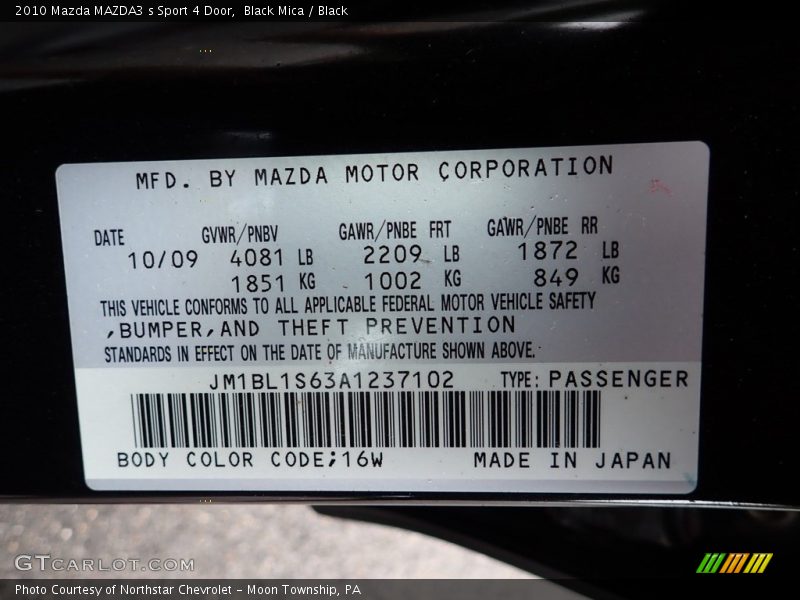 2010 Mazda MAZDA3 s Sport 4 Door, Black Mica / Black
MFD. BY MAZDA MOTOR CORPORATION
DATE GVWR/PNBV GAWR/PNBE FRT GAWR/PNBE RR
10/09 4081 LB 2209 LB 1872 LB
1851 KG 1002 KG 849 KG
THIS VEHICLE CONFORMS TO ALL APPLICABLE FEDERAL MOTOR VEHICLE SAFETY
,BUMPER,AND THEFT PREVENTION
STANDARDS IN EFFECT ON THE DATE OF MANUFACTURE SHOWN ABOVE.
JM1BL1S63A1237102 TYPE: PASSENGER
BODY COLOR CODE;16W MADE IN JAPAN
GTCARLOT.COM
Photo Courtesy of Northstar Chevrolet - Moon Township, PA